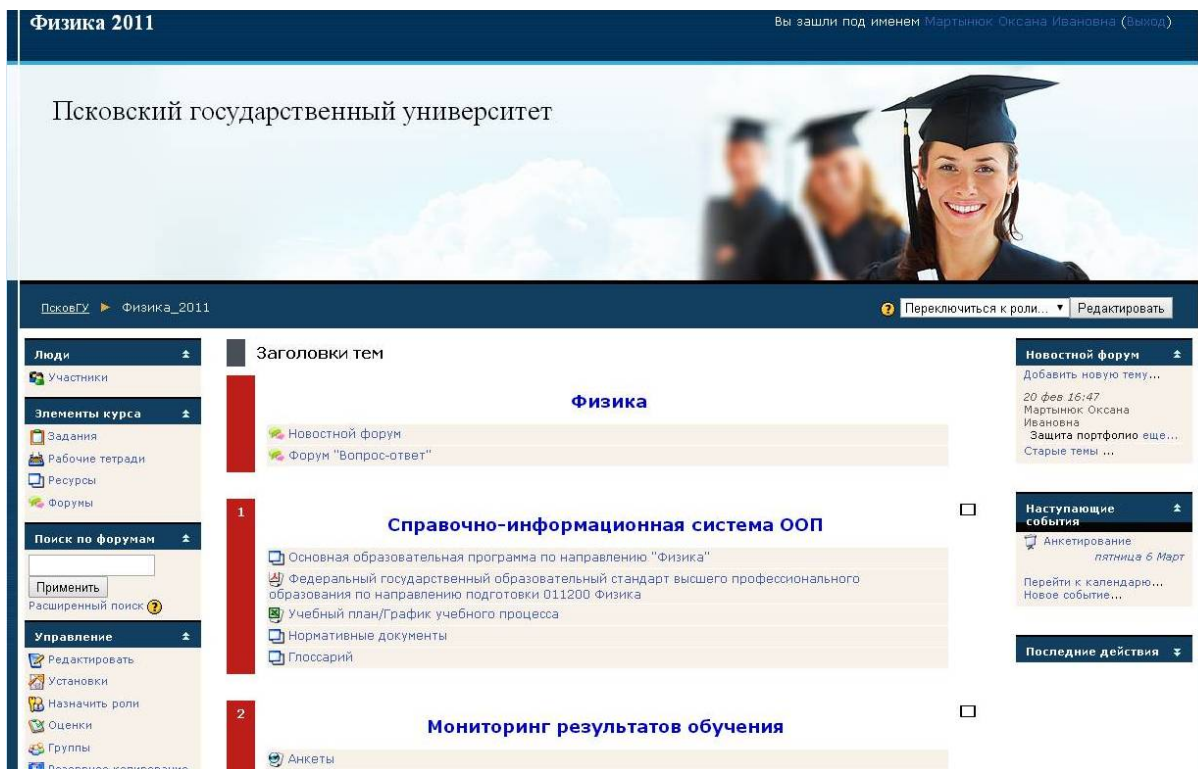 Физика 2011
Вы зашли под именем Мартынюк Оксана Ивановна (Выход)
Псковский государственный университет
ПсковГУ ► Физика_2011
Переключиться к роли...
Редактировать
Люди
Участники
Элементы курса
Задания
Рабочие тетради
Ресурсы
Форумы
Поиск по форумам
Применить
Расширенный поиск
Управление
Редактировать
Установки
Назначить роли
Оценки
Группы
Резервное копирование
Заголовки тем
Физика
Новостной форум
Форум "Вопрос-ответ"
1
Справочно-информационная система ООП
Основная образовательная программа по направлению "Физика"
Федеральный государственный образовательный стандарт высшего профессионального
образования по направлению подготовки 011200 Физика
Учебный план/График учебного процесса
Нормативные документы
Глоссарий
2
Мониторинг результатов обучения
Анкеты
Новостной форум
Добавить новую тему...
20 фев 16:47
Мартынюк Оксана
Ивановна
Защита портфолио еще...
Старые темы ...
Наступающие
события
Анкетирование
пятница 6 Март
Перейти к календарю...
Новое событие...
Последние действия